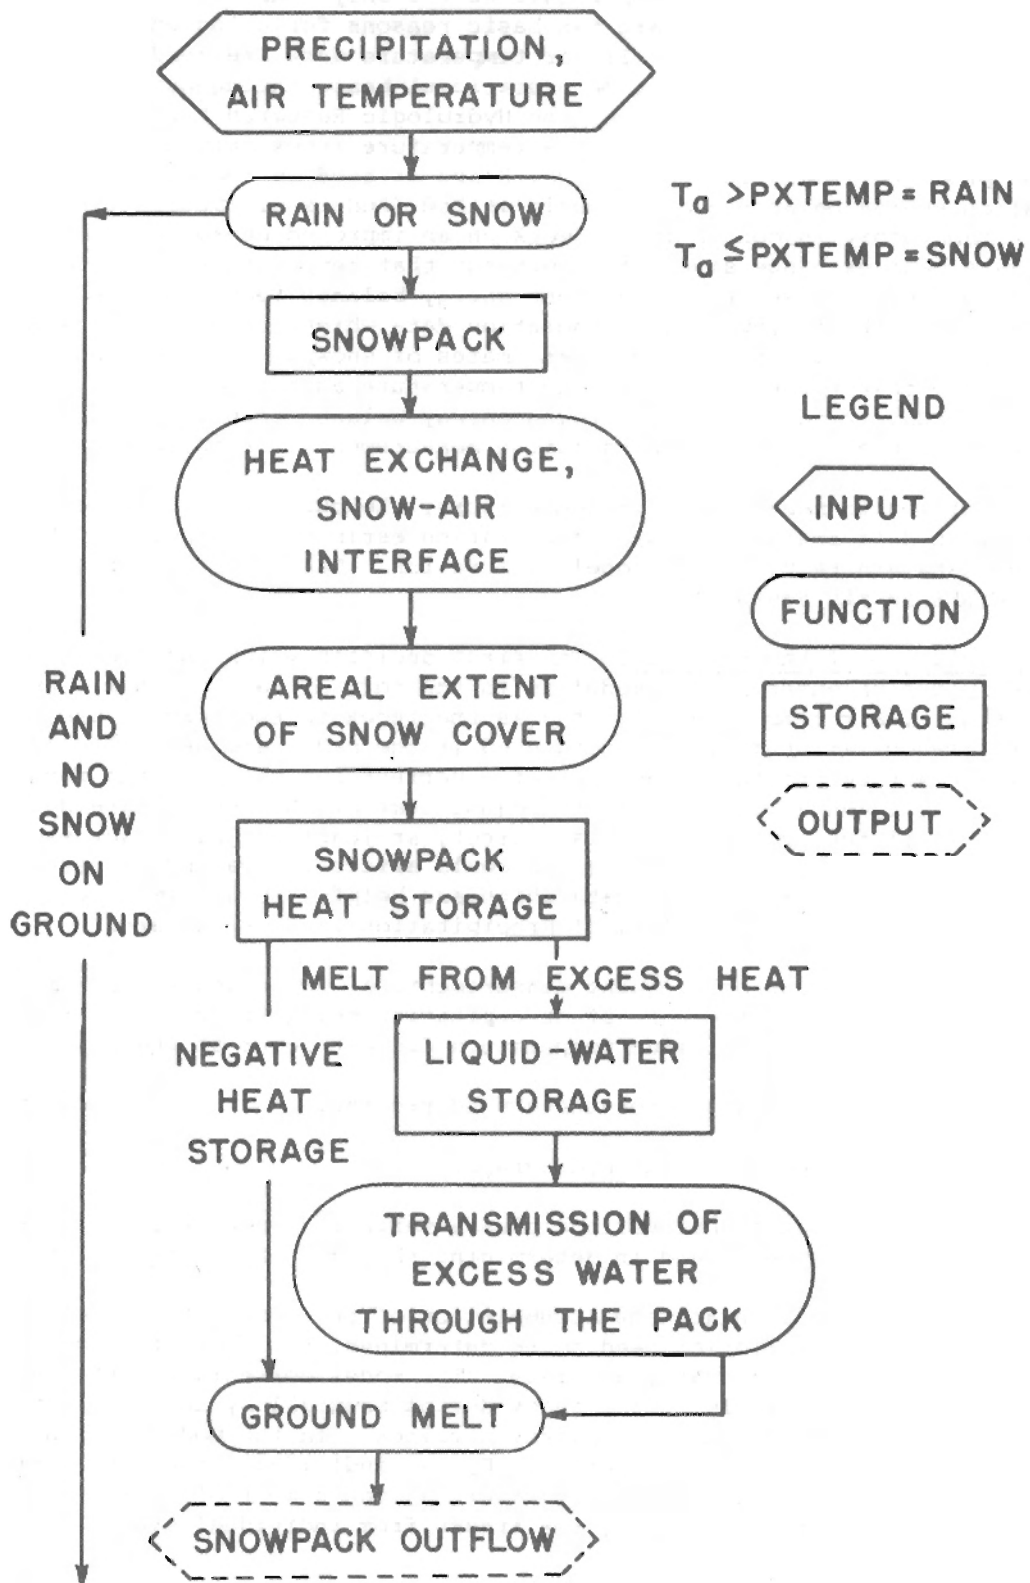 PRECIPITATION,
AIR TEMPERATURE
RAIN OR SNOW
Ta >PXTEMP = RAIN
Ta ≤PXTEMP = SNOW
SNOWPACK
HEAT EXCHANGE,
SNOW-AIR
INTERFACE
AREAL EXTENT
OF SNOW COVER
SNOWPACK
HEAT STORAGE
MELT FROM EXCESS HEAT
NEGATIVE
HEAT
STORAGE
LIQUID-WATER
STORAGE
TRANSMISSION OF
EXCESS WATER
THROUGH THE PACK
GROUND MELT
SNOWPACK OUTFLOW
RAIN
AND
NO
SNOW
ON
GROUND
LEGEND
INPUT
FUNCTION
STORAGE
OUTPUT